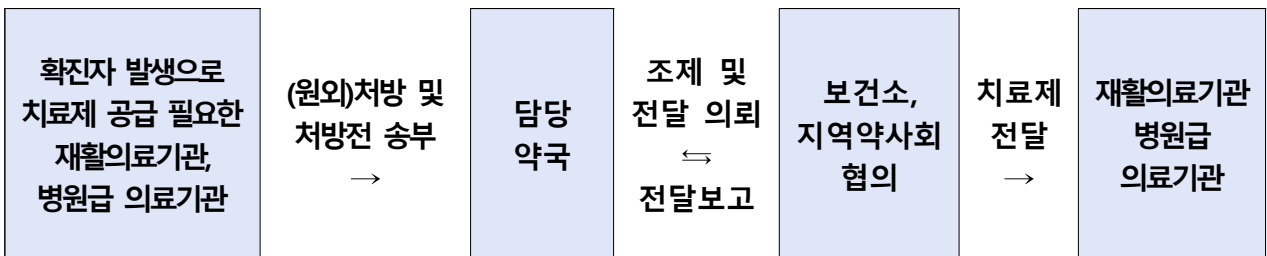 확진자 발생으로
치료제 공급 필요한
재활의료기관,
병원급 의료기관
(원외)처방 및
처방전 송부
→
담당
약국
조제 및
전달 의뢰
⇆
전달보고
보건소,
지역약사회
협의
치료제
전달
→
재활의료기관
병원급
의료기관